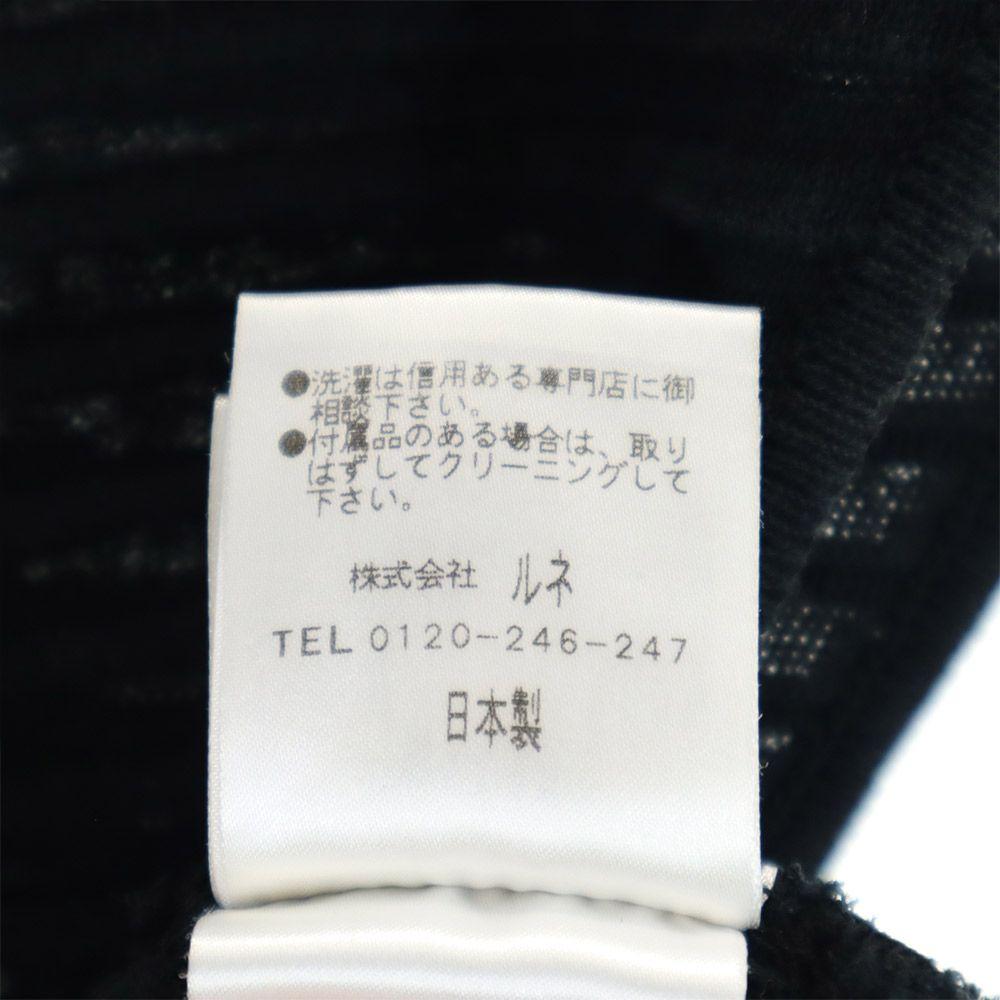 ●洗濯は信用ある専門店に御
相談下さい。
●付属品のある場合は、取り
はずしてクリーニングして
下さい。
株式会社 ルネ
TEL 0120-246-247
日本製